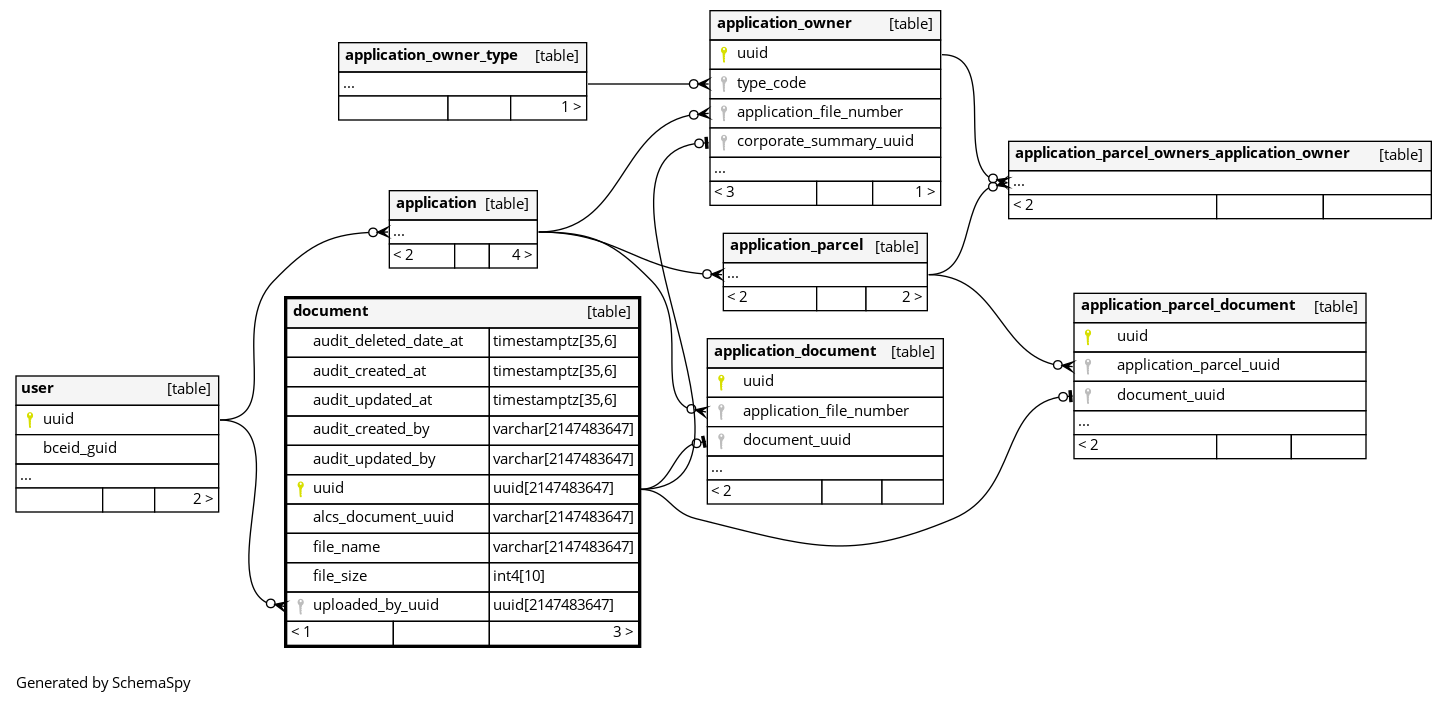 application_owner_type [table]
...
1 >
application_owner [table]
uuid
type_code
application_file_number
corporate_summary_uuid
...
< 3 1 >
application_parcel_owners_application_owner [table]
...
< 2
application [table]
...
< 2 4 >
application_parcel [table]
...
< 2 2 >
document [table]
audit_deleted_date_at timestamptz[35,6]
audit_created_at timestamptz[35,6]
audit_updated_at timestamptz[35,6]
audit_created_by varchar[2147483647]
audit_updated_by varchar[2147483647]
uuid uuid[2147483647]
alcs_document_uuid varchar[2147483647]
file_name varchar[2147483647]
file_size int4[10]
uploaded_by_uuid uuid[2147483647]
< 1 3 >
application_document [table]
uuid
application_file_number
document_uuid
...
< 2
application_parcel_document [table]
uuid
application_parcel_uuid
document_uuid
...
< 2
user [table]
uuid
bceid_guid
...
2 >
Generated by SchemaSpy